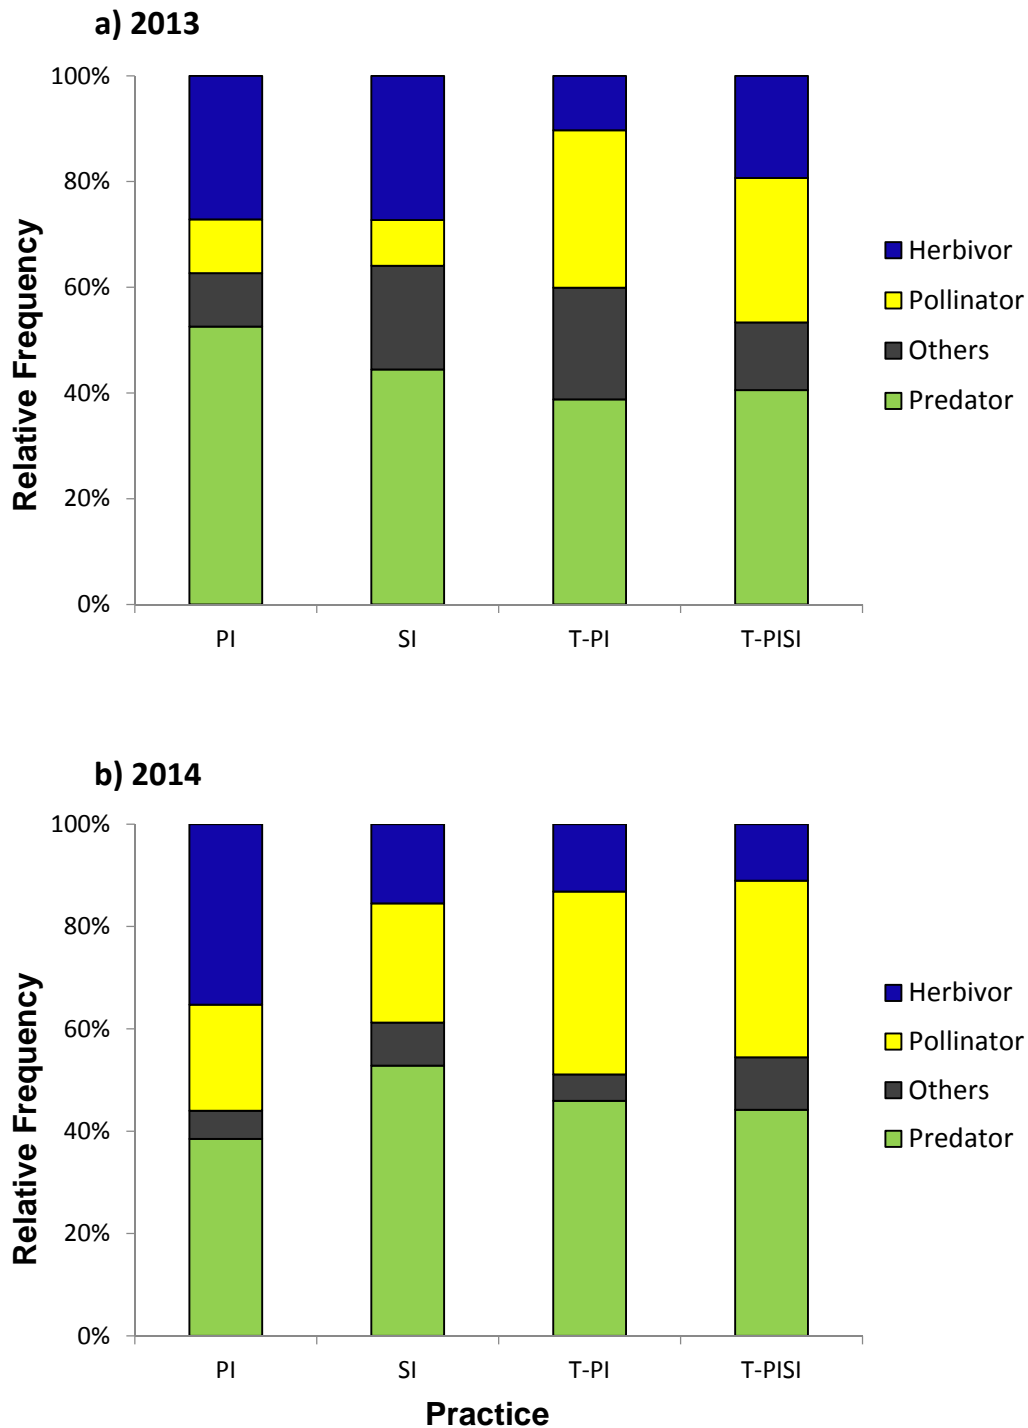 a) 2013
100%
80%
60%
40%
20%
0%
Relative Frequency
PI SI T-PI T-PISI
Herbivor
Pollinator
Others
Predator
b) 2014
100%
80%
60%
40%
20%
0%
Relative Frequency
PI SI T-PI T-PISI
Practice
Herbivor
Pollinator
Others
Predator